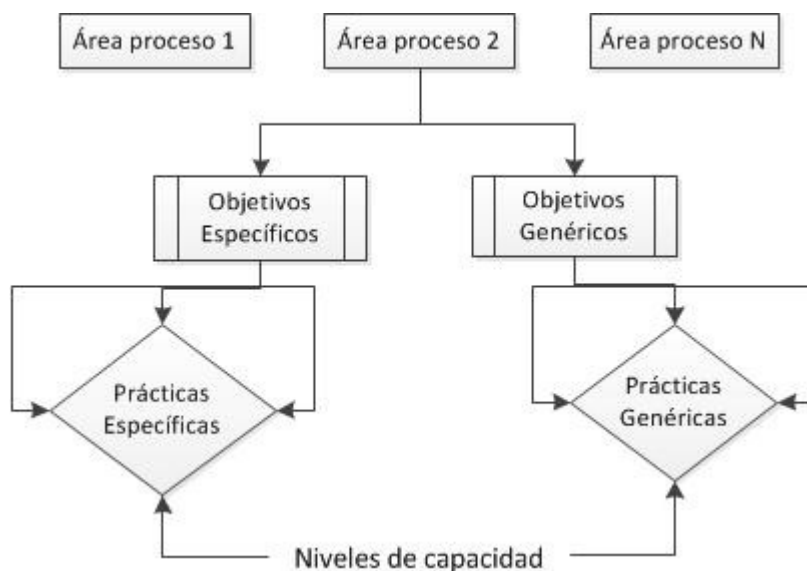 Área proceso 1
Área proceso 2
Área proceso N
Objetivos
Específicos
Objetivos
Genéricos
Prácticas
Específicas
Prácticas
Genéricas
Niveles de capacidad